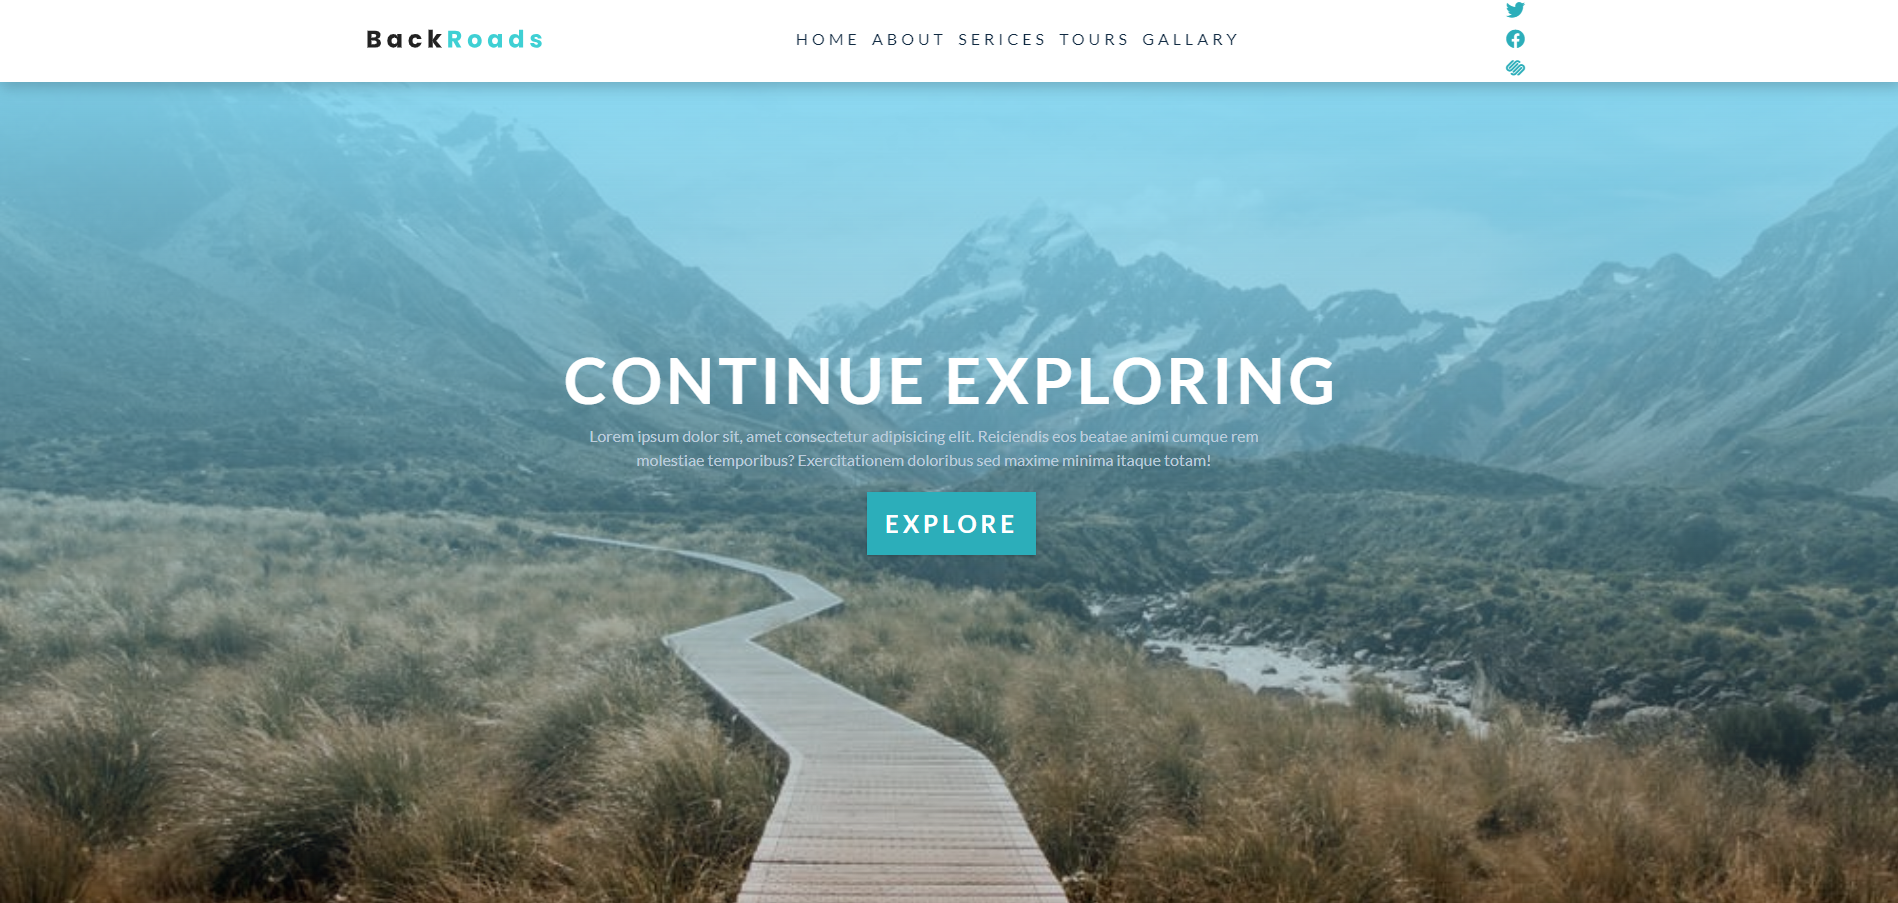 BackRoads
HOME ABOUT SERICES TOURS GALLARY
CONTINUE EXPLORING
Lorem ipsum dolor sit, amet consectetur adipisicing elit. Reiciendis eos beatae animi cumque rem
molestiae temporibus? Exercitationem doloribus sed maxime minima itaque totam!
EXPLORE